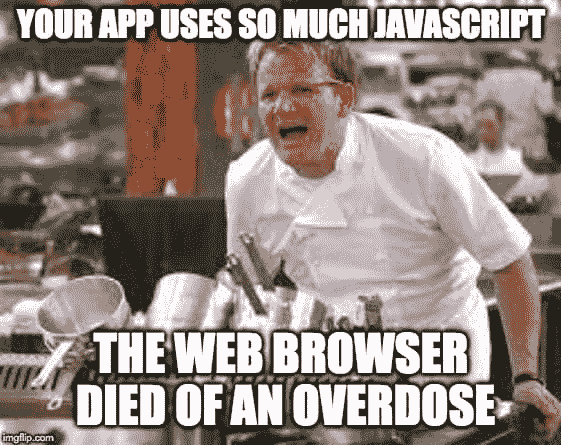 YOUR APP USES SO MUCH JAVASCRIPT
THE WEB BROWSER
DIED OF AN OVERDOSE
imgflip.com